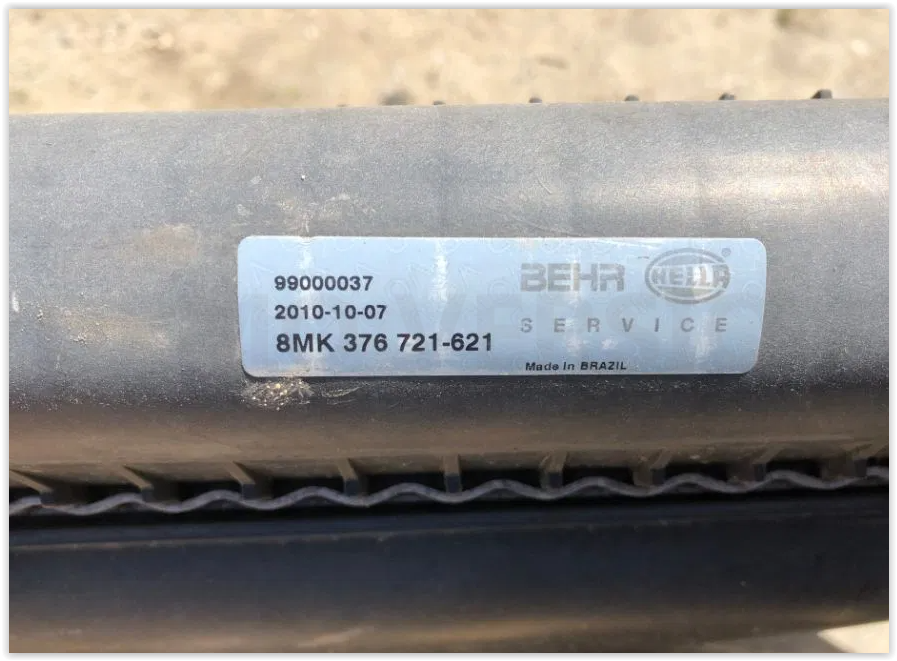 99000037
2010-10-07
8MK 376 721-621
BEHR HELLA
SERVICE
Made in BRAZIL